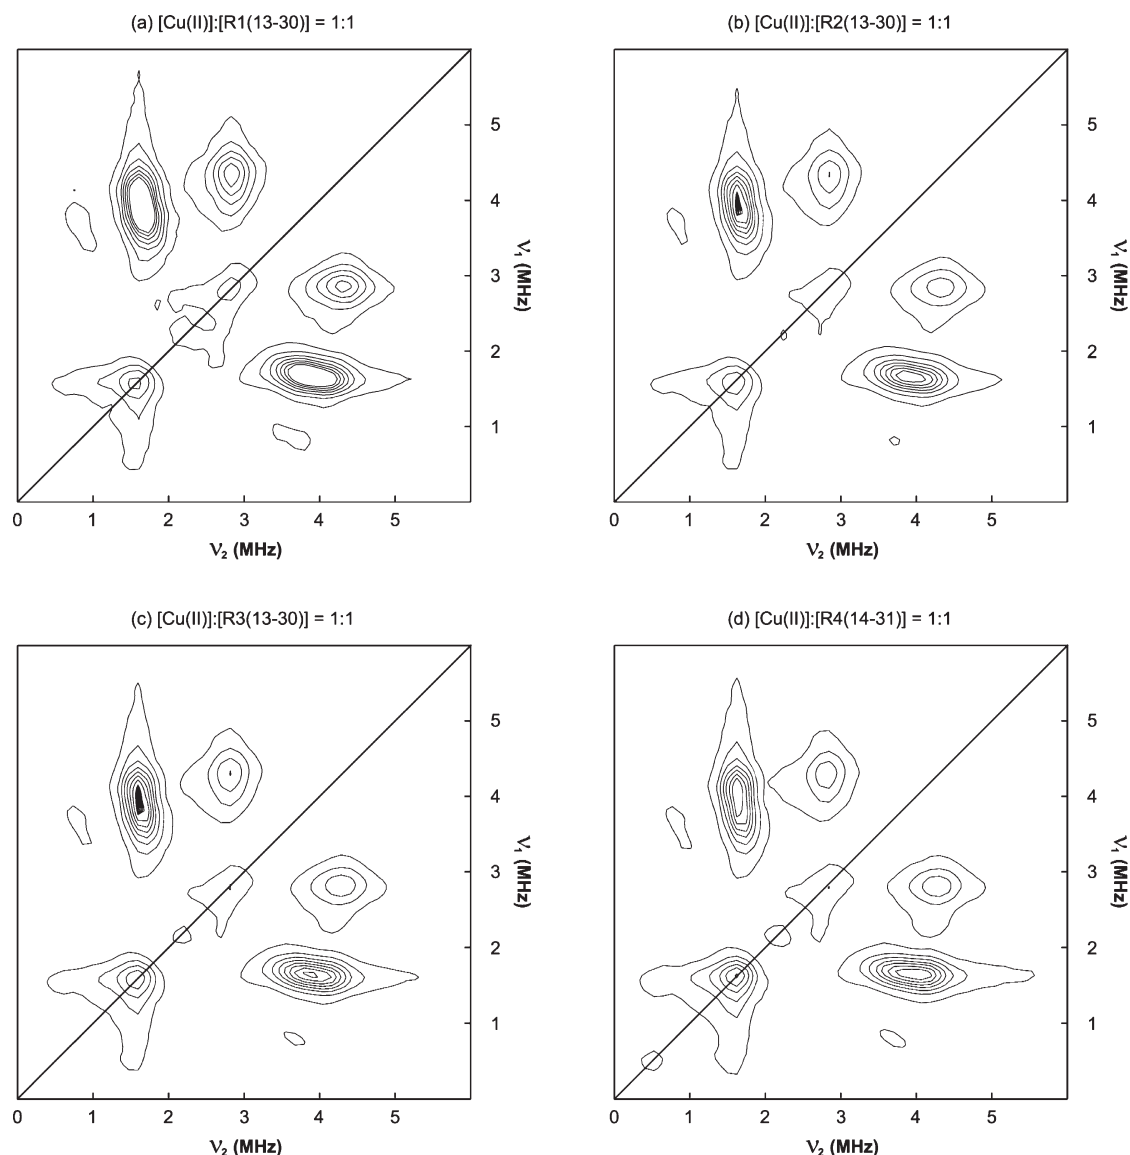 (a) [Cu(II)]:[R1(13-30)] = 1:1
(b) [Cu(II)]:[R2(13-30)] = 1:1
5
4
3
2
1
ν₁ (MHz)
0 1 2 3 4 5
ν₂ (MHz)
5
4
3
2
1
ν₁ (MHz)
0 1 2 3 4 5
ν₂ (MHz)
(c) [Cu(II)]:[R3(13-30)] = 1:1
(d) [Cu(II)]:[R4(14-31)] = 1:1
5
4
3
2
1
ν₁ (MHz)
0 1 2 3 4 5
ν₂ (MHz)
5
4
3
2
1
ν₁ (MHz)
0 1 2 3 4 5
ν₂ (MHz)